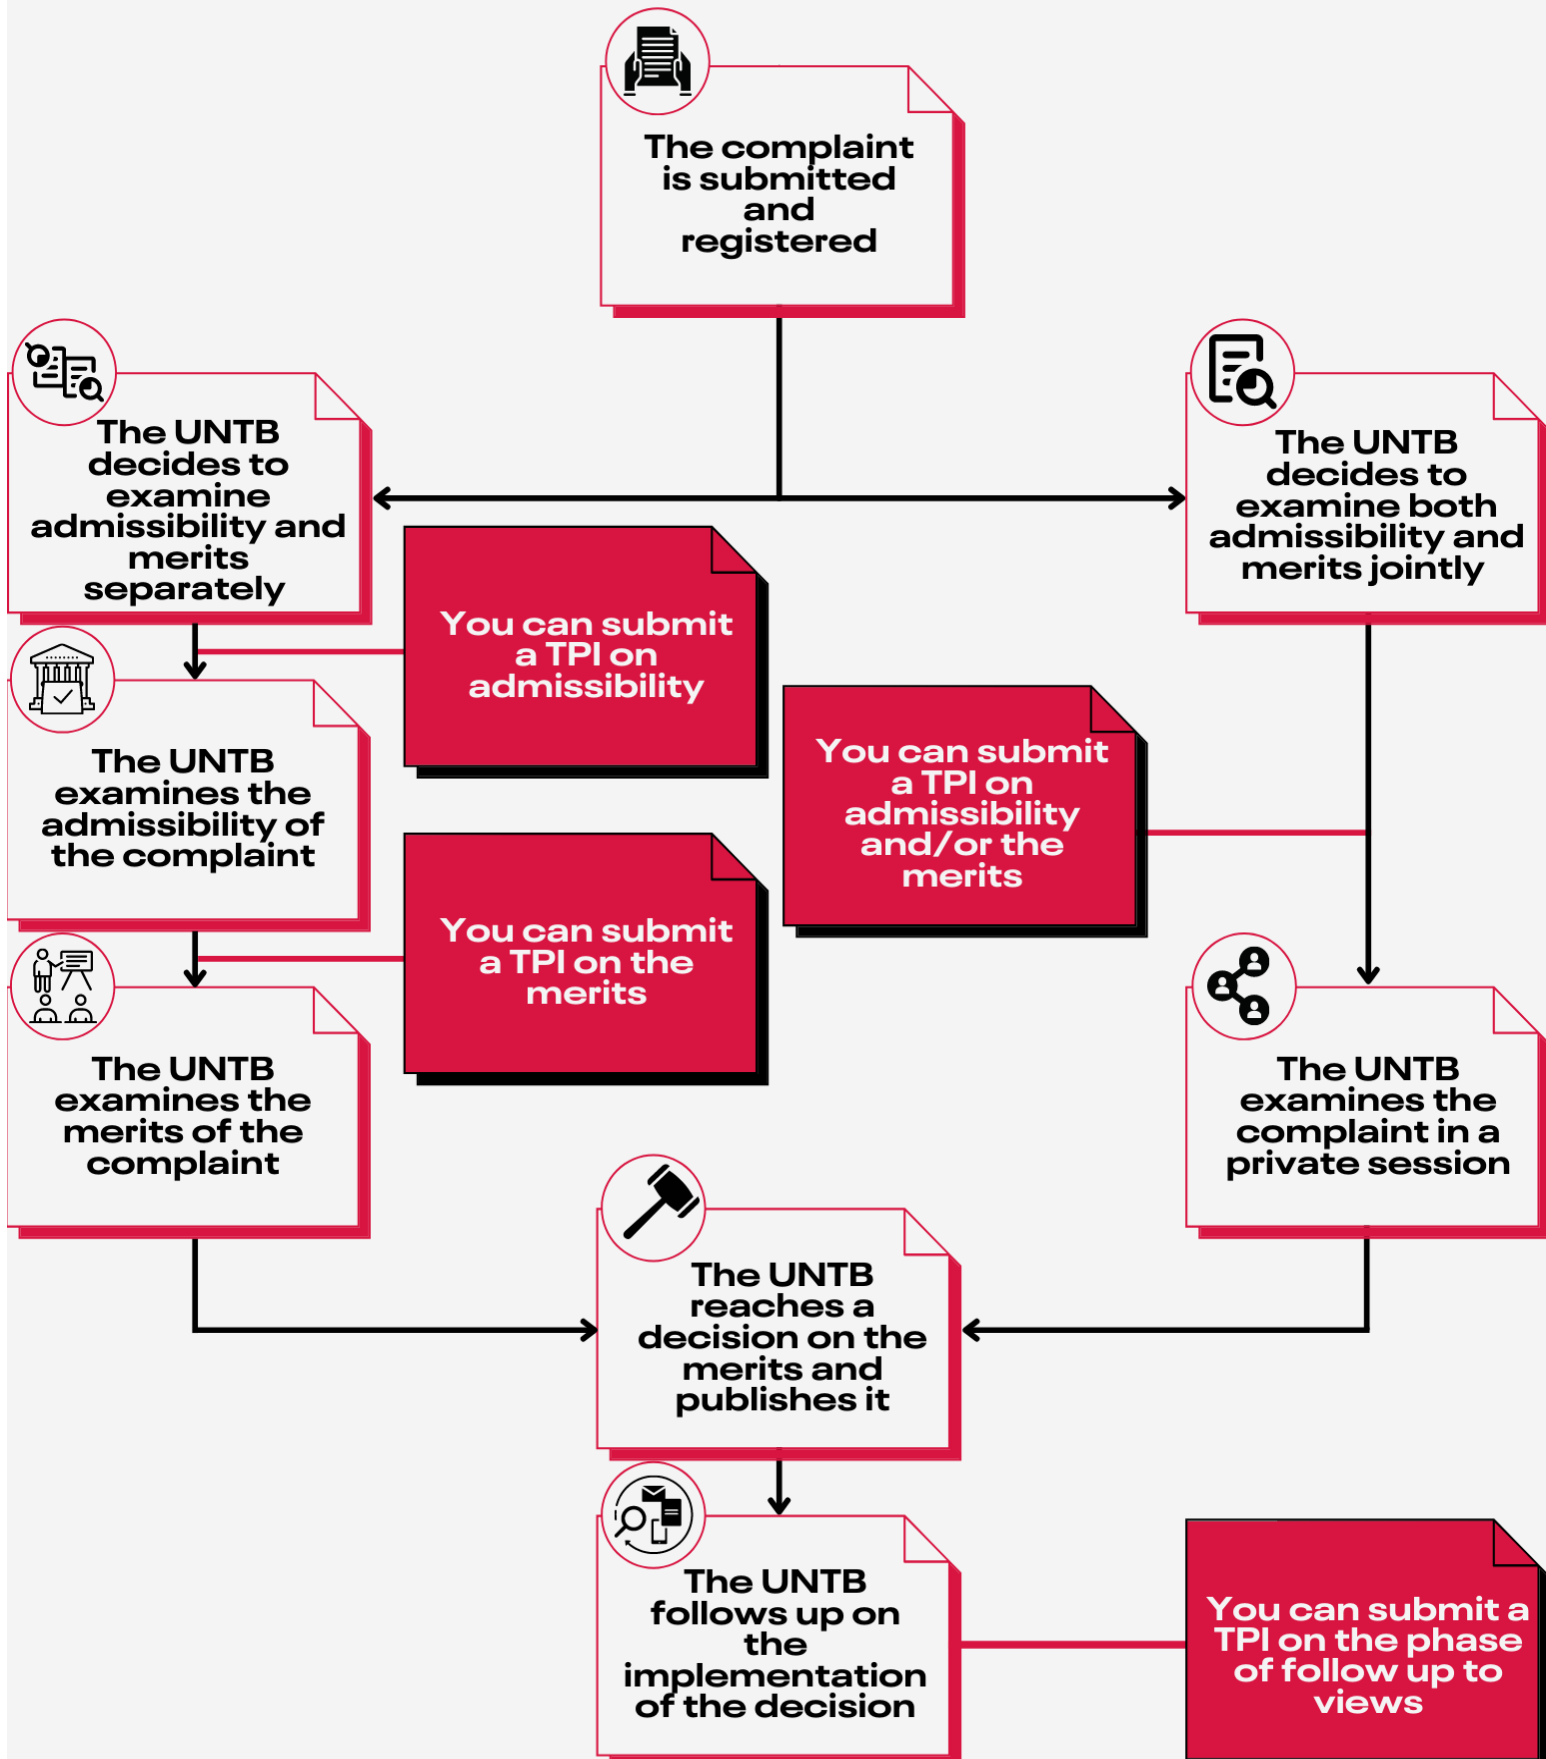 The complaint
is submitted
and
registered
The UNTB
decides to
examine
admissibility and
merits
separately
The UNTB
decides to
examine both
admissibility and
merits jointly
You can submit
a TPI on
admissibility
You can submit
a TPI on
admissibility
and/or the
merits
The UNTB
examines the
admissibility of
the complaint
You can submit
a TPI on the
merits
The UNTB
examines the
merits of the
complaint
The UNTB
examines the
complaint in a
private session
The UNTB
reaches a
decision on the
merits and
publishes it
The UNTB
follows up on
the
implementation
of the decision
You can submit a
TPI on the phase
of follow up to
views